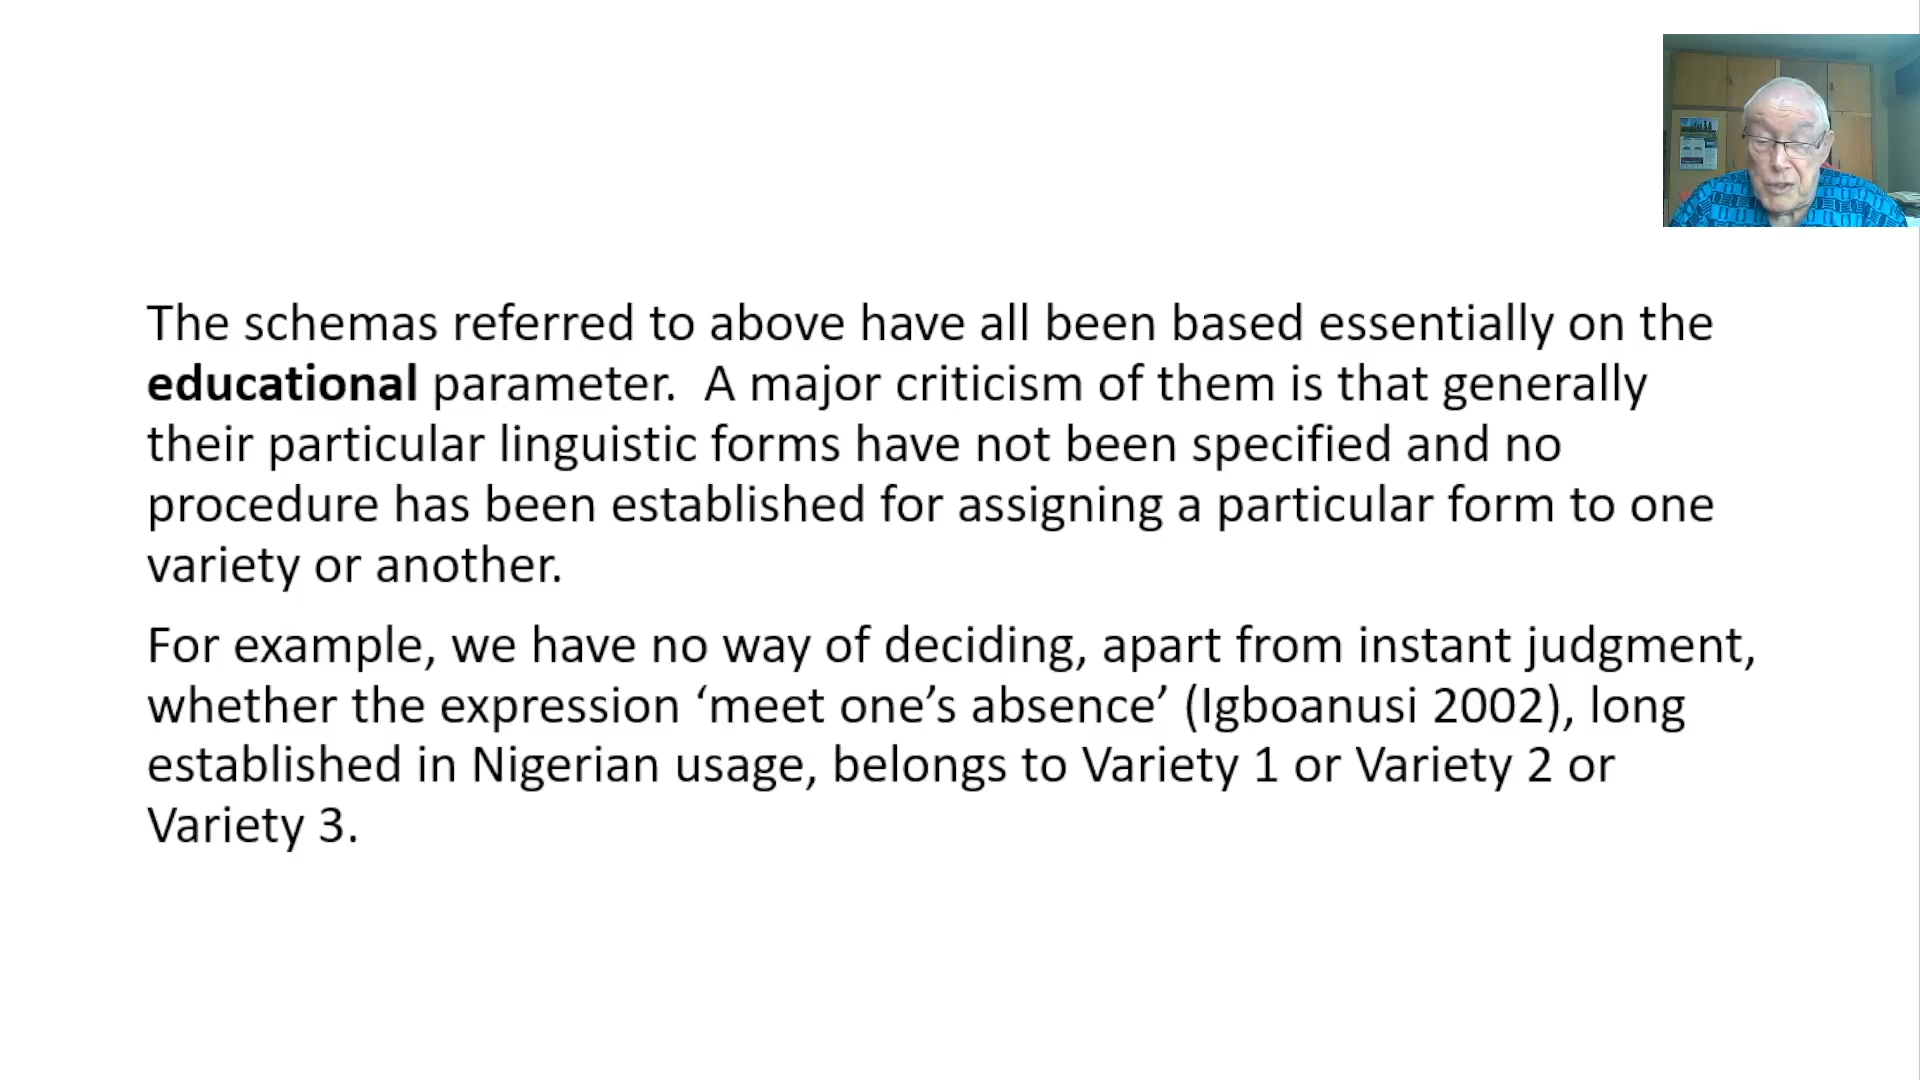 The schemas referred to above have all been based essentially on the
educational parameter.  A major criticism of them is that generally
their particular linguistic forms have not been specified and no
procedure has been established for assigning a particular form to one
variety or another.
For example, we have no way of deciding, apart from instant judgment,
whether the expression ‘meet one’s absence’ (Igboanusi 2002), long
established in Nigerian usage, belongs to Variety 1 or Variety 2 or
Variety 3.